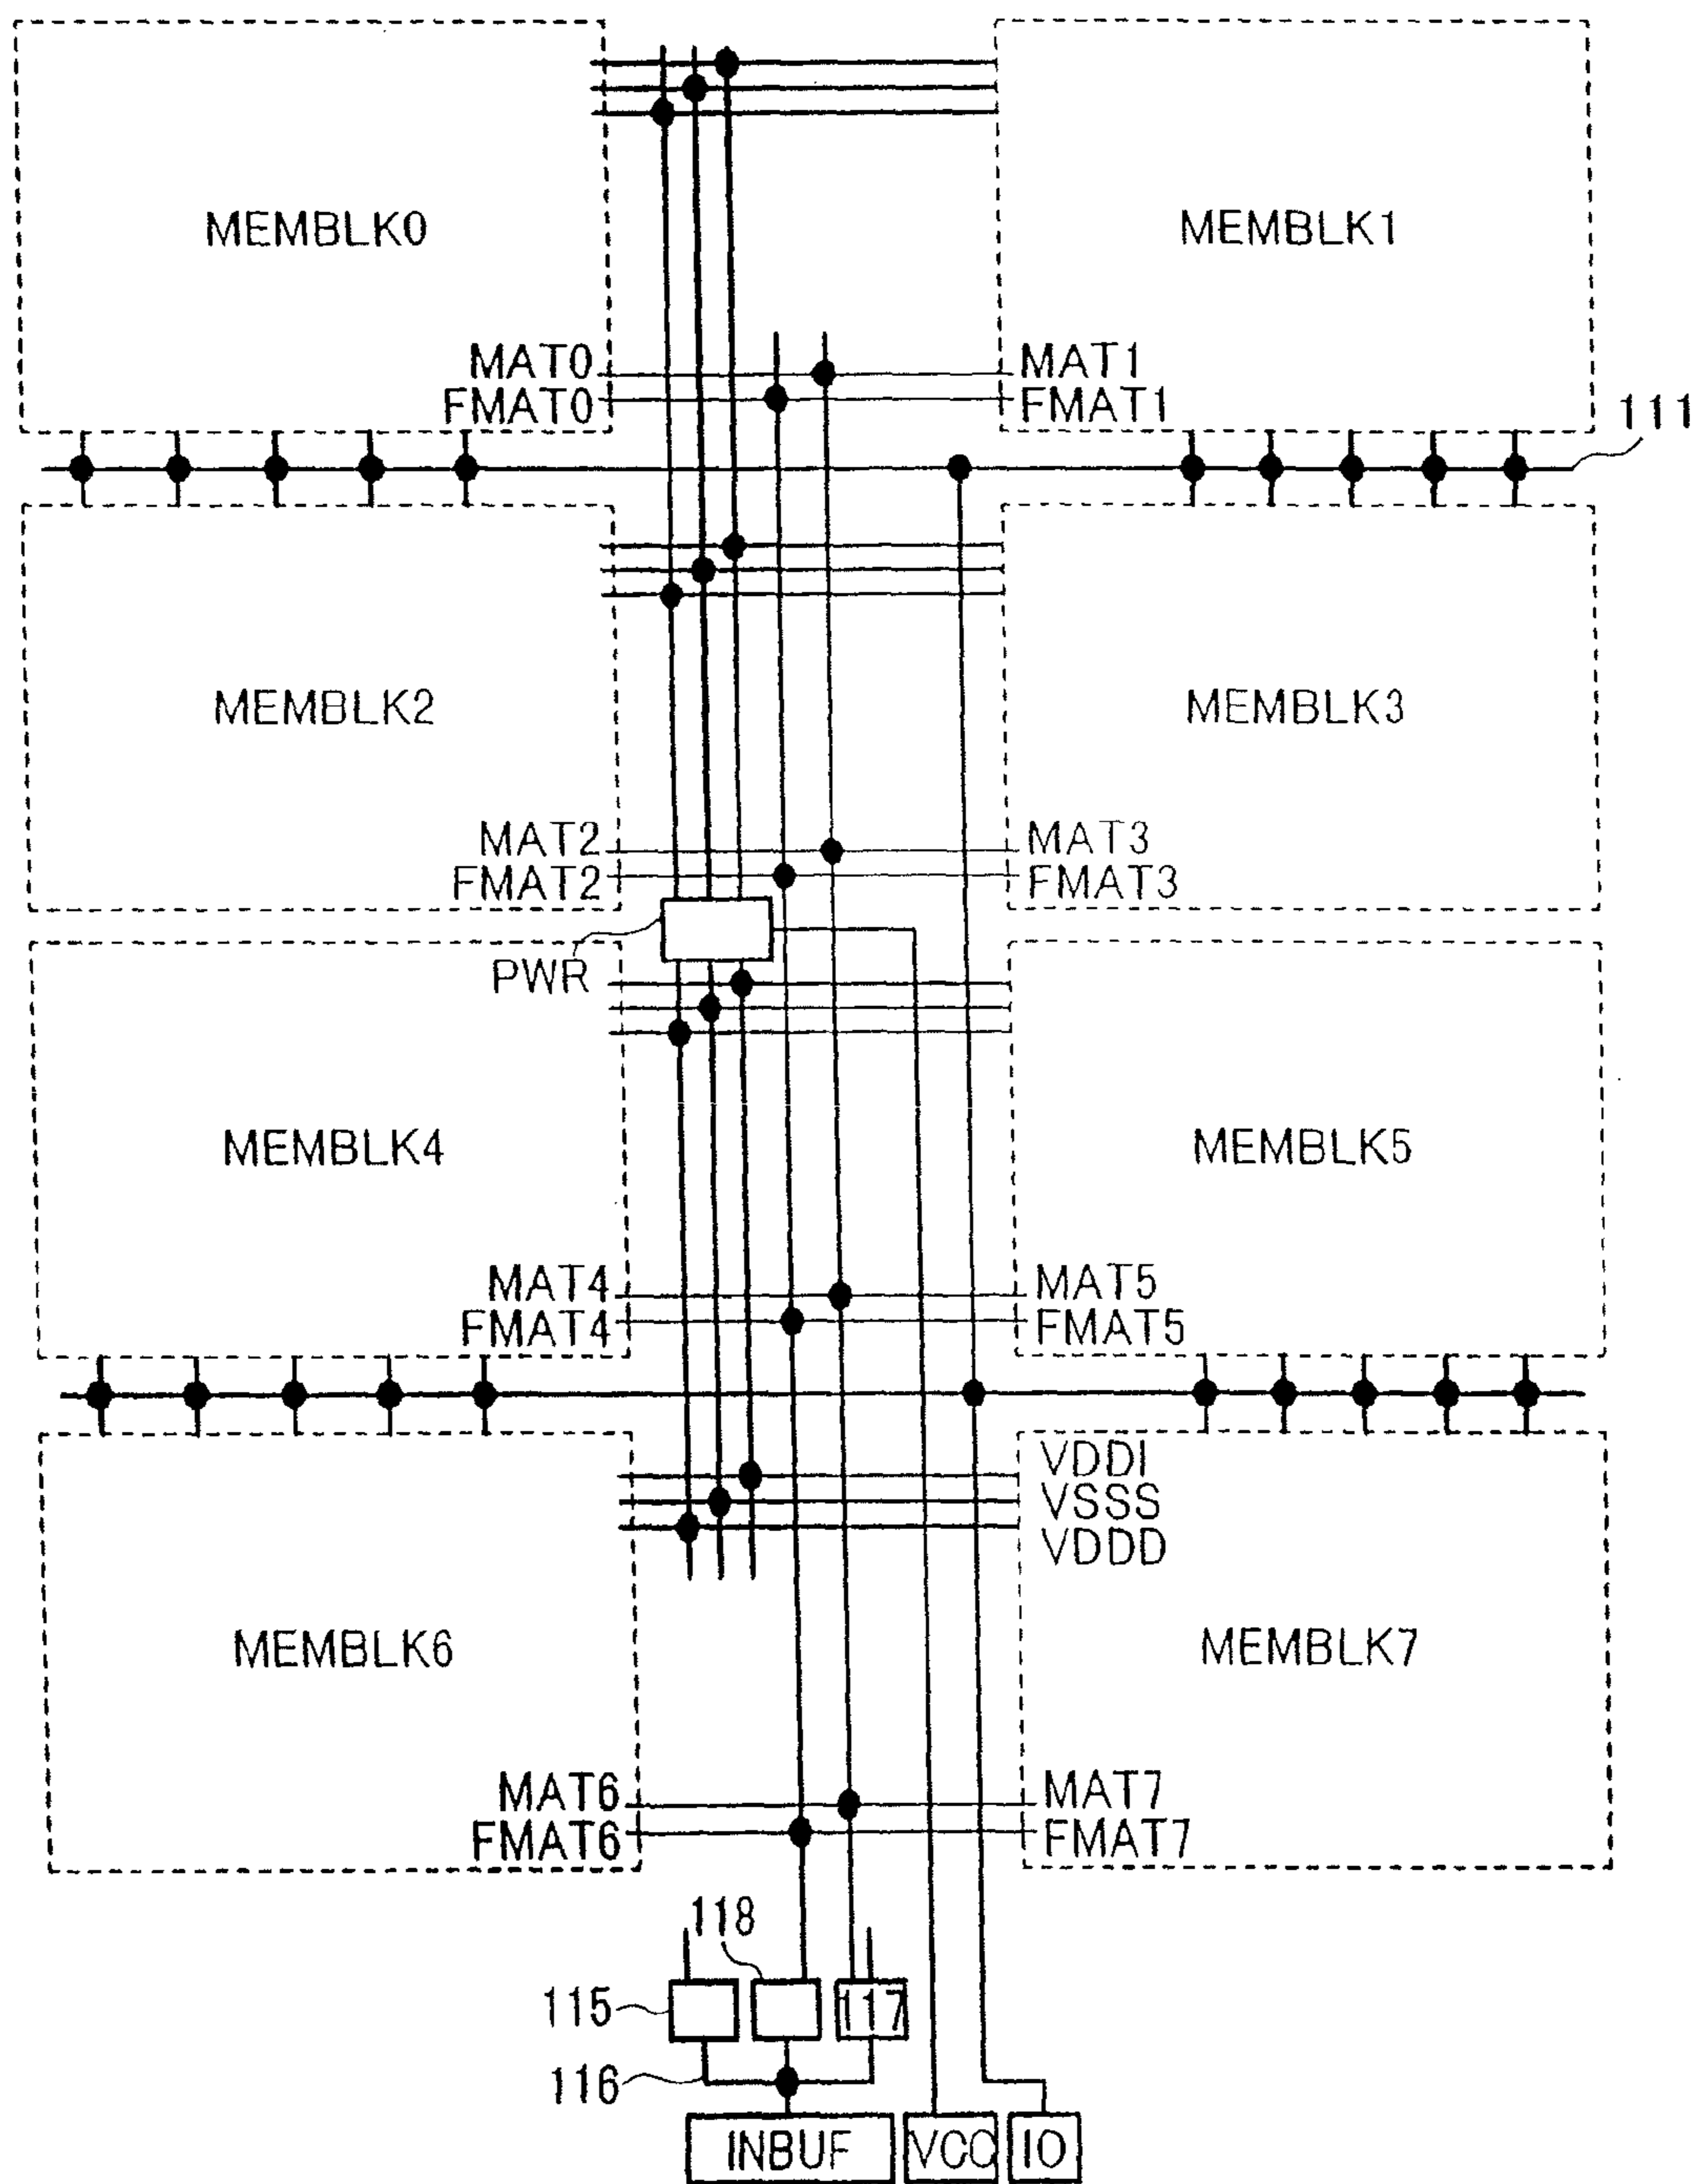 MEMBLK0
MEMBLK1
MAT0
MAT1
FMAT0
FMAT1
111
MEMBLK2
MEMBLK3
MAT2
MAT3
FMAT2
FMAT3
PWR
MEMBLK4
MEMBLK5
MAT4
MAT5
FMAT4
FMAT5
VDDI
VSSS
VDDD
MEMBLK6
MEMBLK7
MAT6
MAT7
FMAT6
FMAT7
118
115
117
116
INBUF
VCC
IO